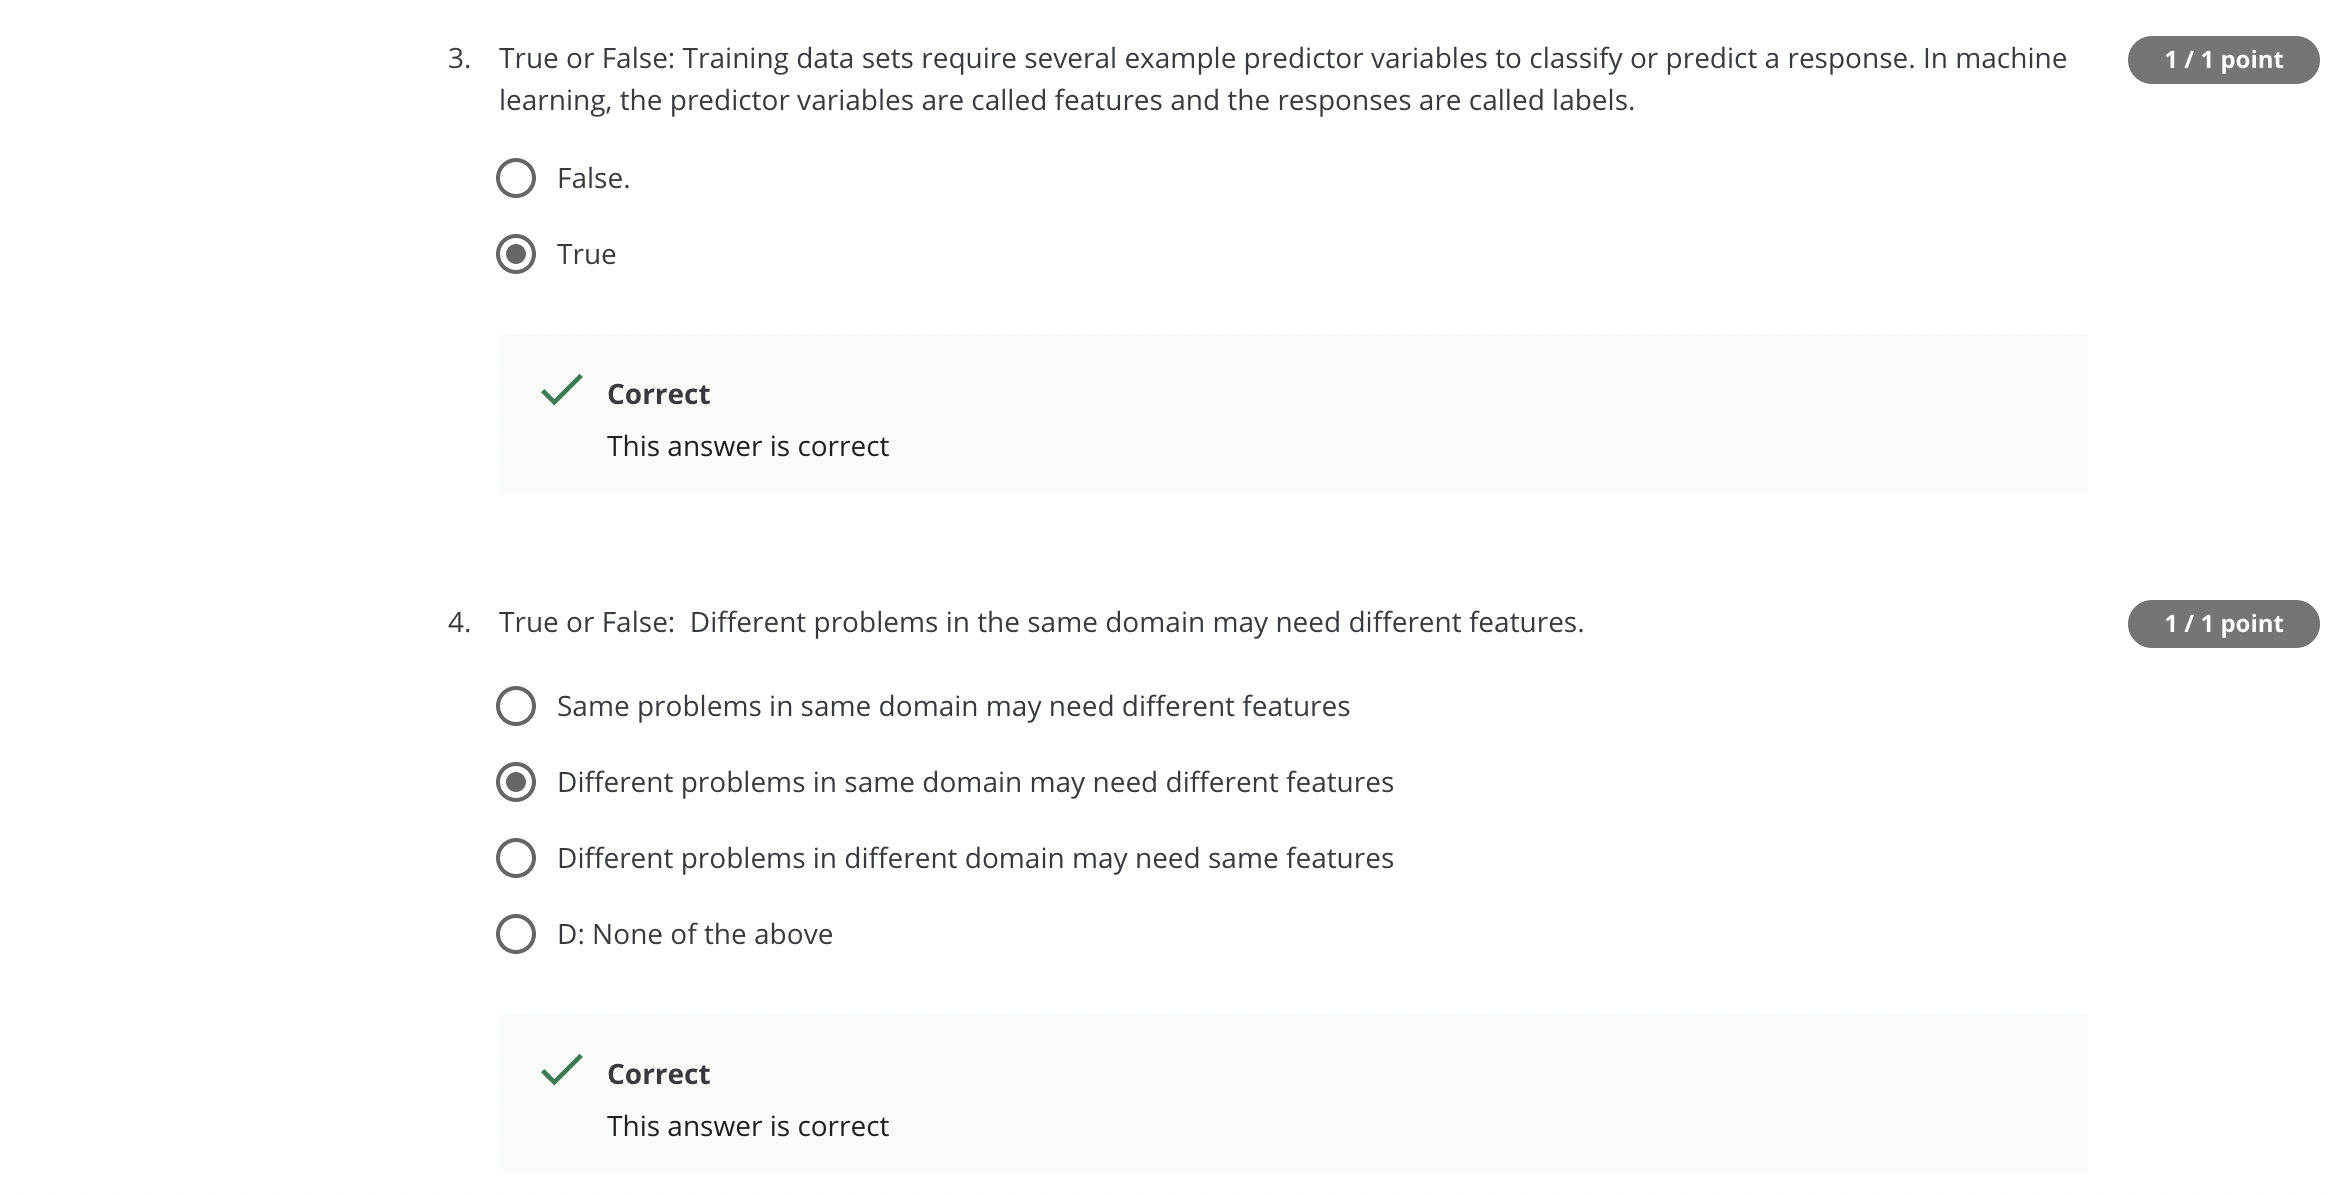 3. True or False: Training data sets require several example predictor variables to classify or predict a response. In machine
learning, the predictor variables are called features and the responses are called labels.
1 / 1 point
False.
True
Correct
This answer is correct
4. True or False:  Different problems in the same domain may need different features.
1 / 1 point
Same problems in same domain may need different features
Different problems in same domain may need different features
Different problems in different domain may need same features
D: None of the above
Correct
This answer is correct